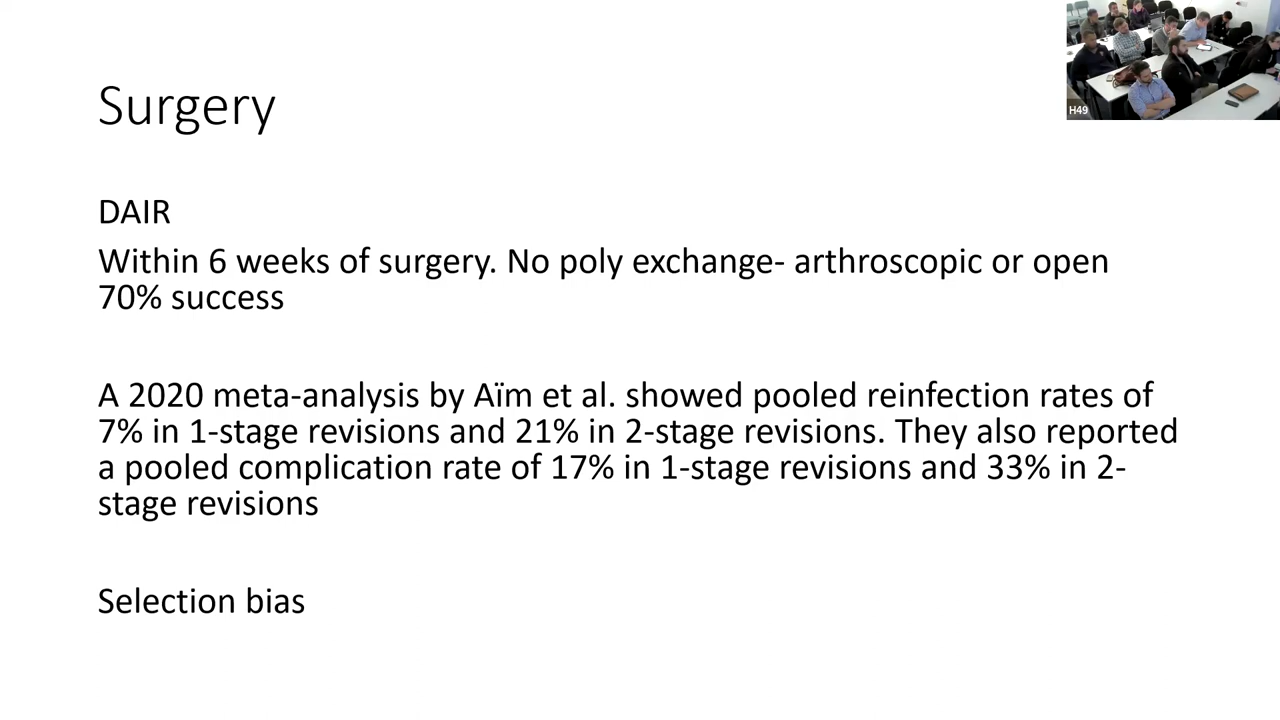 H49
Surgery
DAIR
Within 6 weeks of surgery. No poly exchange- arthroscopic or open
70% success
A 2020 meta-analysis by Aïm et al. showed pooled reinfection rates of
7% in 1-stage revisions and 21% in 2-stage revisions. They also reported
a pooled complication rate of 17% in 1-stage revisions and 33% in 2-
stage revisions
Selection bias